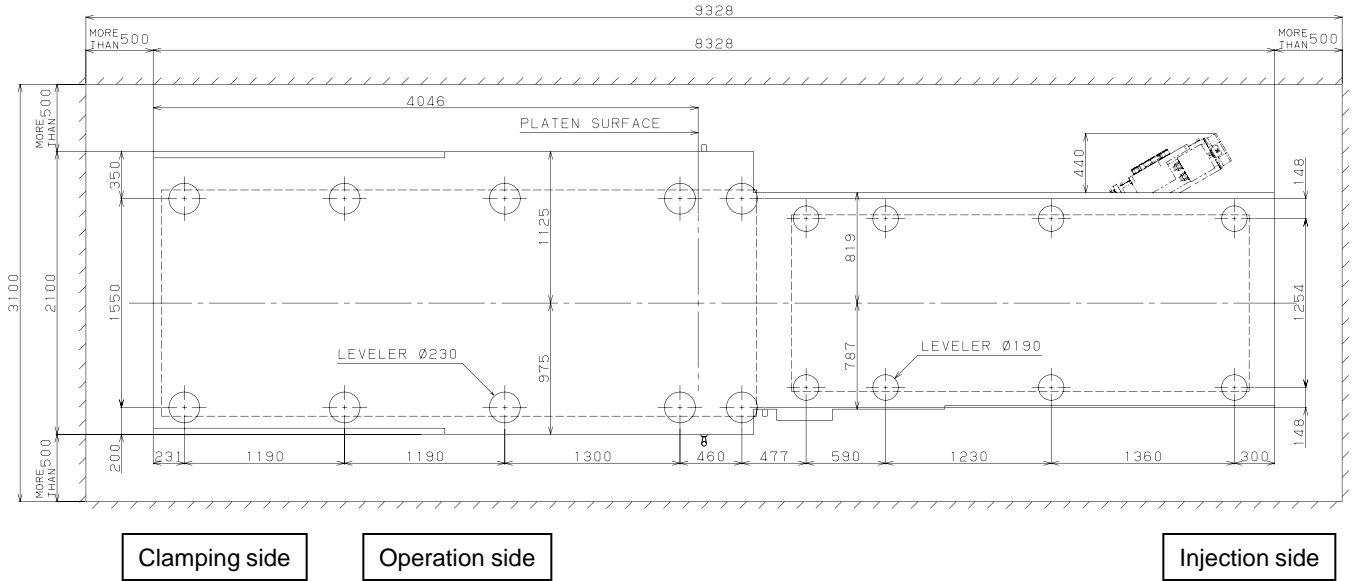 9328
MORE THAN 500
8328
MORE THAN 500
4046
PLATEN SURFACE
MORE THAN 500
350
440
148
1125
819
3100
2100
1550
1254
LEVELER Ø230
LEVELER Ø190
975
787
200
148
MORE THAN 500
231
1190
1190
1300
460
477
590
1230
1360
300
Clamping side
Operation side
Injection side